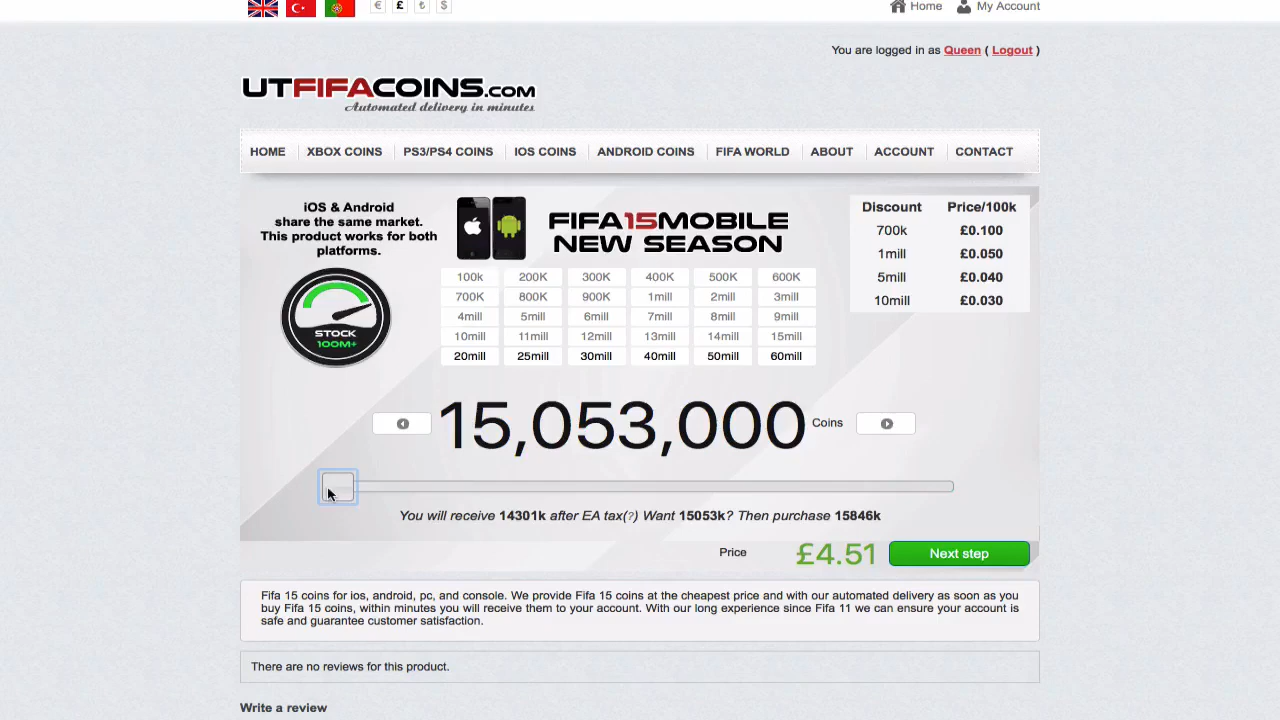 € £ ₺ $
Home My Account
You are logged in as Queen ( Logout )
UTFIFACOINS.COM
Automated delivery in minutes
HOME XBOX COINS PS3/PS4 COINS IOS COINS ANDROID COINS FIFA WORLD ABOUT ACCOUNT CONTACT
iOS & Android
share the same market.
This product works for both
platforms.
FIFA15MOBILE
NEW SEASON
Discount Price/100k
700k £0.100
1mill £0.050
5mill £0.040
10mill £0.030
STOCK
100M+
100k 200K 300K 400K 500K 600K
700K 800K 900K 1mill 2mill 3mill
4mill 5mill 6mill 7mill 8mill 9mill
10mill 11mill 12mill 13mill 14mill 15mill
20mill 25mill 30mill 40mill 50mill 60mill
15,053,000 Coins
You will receive 14301k after EA tax(?) Want 15053k? Then purchase 15846k
Price £4.51 Next step
Fifa 15 coins for ios, android, pc, and console. We provide Fifa 15 coins at the cheapest price and with our automated delivery as soon as you
buy Fifa 15 coins, within minutes you will receive them to your account. With our long experience since Fifa 11 we can ensure your account is
safe and guarantee customer satisfaction.
There are no reviews for this product.
Write a review